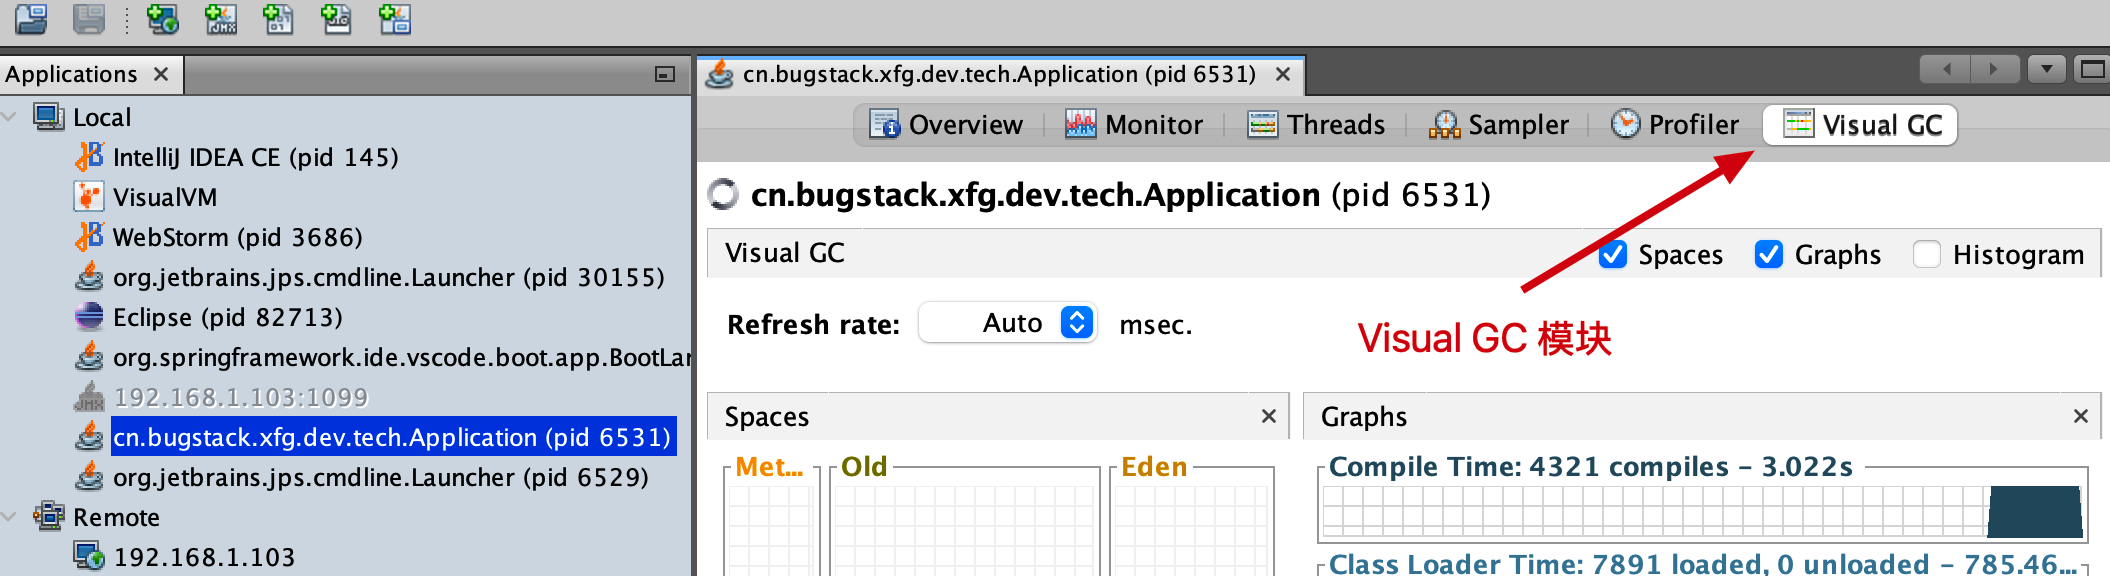 Applications
Local
IntelliJ IDEA CE (pid 145)
VisualVM
WebStorm (pid 3686)
org.jetbrains.jps.cmdline.Launcher (pid 30155)
Eclipse (pid 82713)
org.springframework.ide.vscode.boot.app.BootLa
192.168.1.103:1099
cn.bugstack.xfg.dev.tech.Application (pid 6531)
org.jetbrains.jps.cmdline.Launcher (pid 6529)
Remote
192.168.1.103
cn.bugstack.xfg.dev.tech.Application (pid 6531)
Overview Monitor Threads Sampler Profiler Visual GC
cn.bugstack.xfg.dev.tech.Application (pid 6531)
Visual GC Spaces Graphs Histogram
Refresh rate: Auto msec.
Visual GC 模块
Spaces
Met... Old Eden
Graphs
Compile Time: 4321 compiles - 3.022s
Class Loader Time: 7891 loaded, 0 unloaded - 785.46...